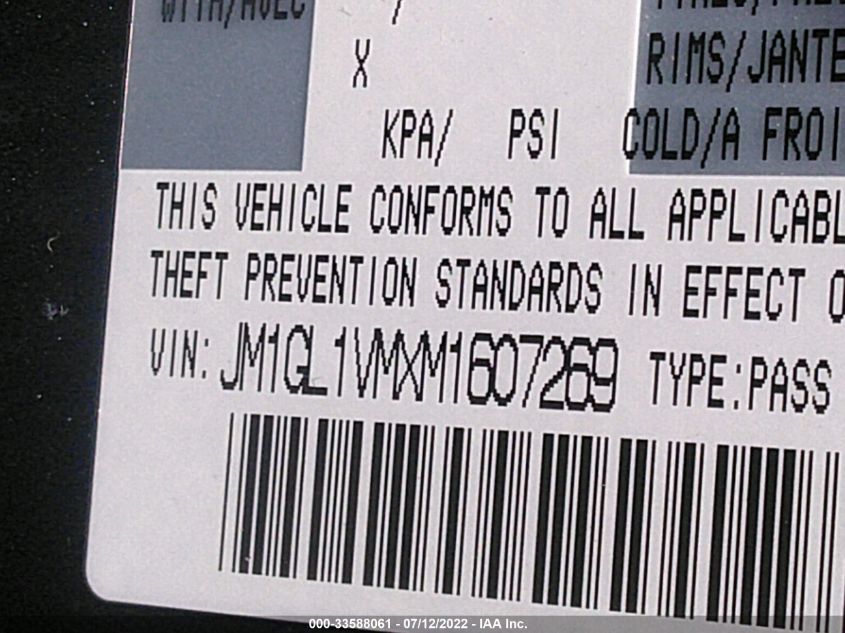 WITH/AVEC /
X RIMS/JANTE
KPA/ PSI COLD/A FROI
THIS VEHICLE CONFORMS TO ALL APPLICABL
THEFT PREVENTION STANDARDS IN EFFECT O
VIN: JM1GL1VMXM1607269 TYPE:PASS
000-33588061 - 07/12/2022 - IAA Inc.